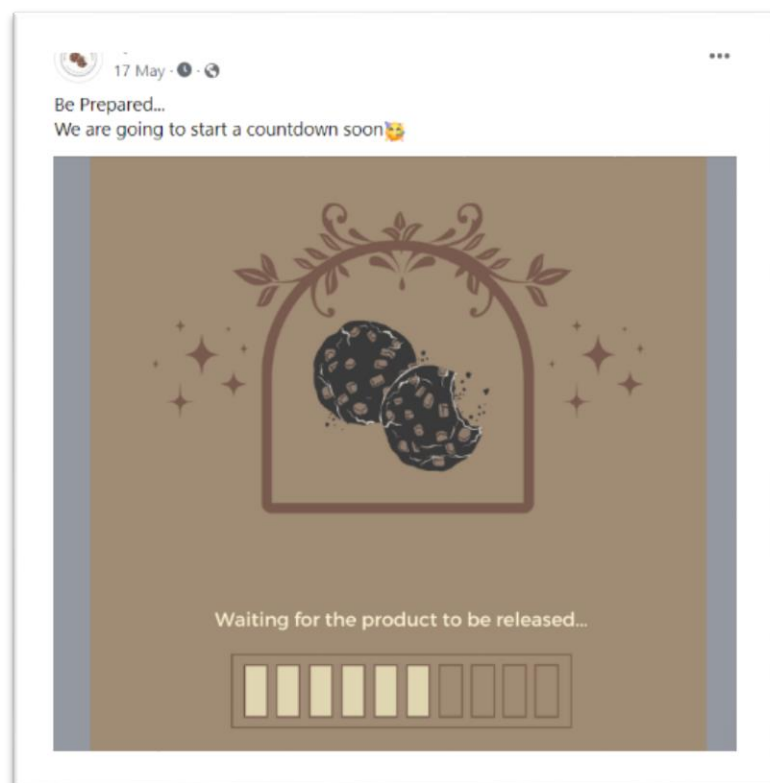 17 May
Be Prepared...
We are going to start a countdown soon🥳
Waiting for the product to be released...